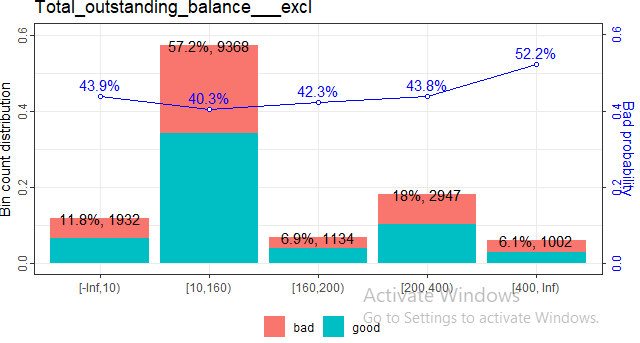 Total_outstanding_balance___excl
57.2%, 9368
52.2%
43.9%
40.3%
42.3%
43.8%
11.8%, 1932
6.9%, 1134
18%, 2947
6.1%, 1002
Bin count distribution
0.6
0.4
0.2
0.0
Bad probability
0.6
0.4
0.2
0.0
[-Inf,10)
[10,160)
[160,200)
[200,400)
[400, Inf)
bad
good
Activate Windows
Go to Settings to activate Windows.